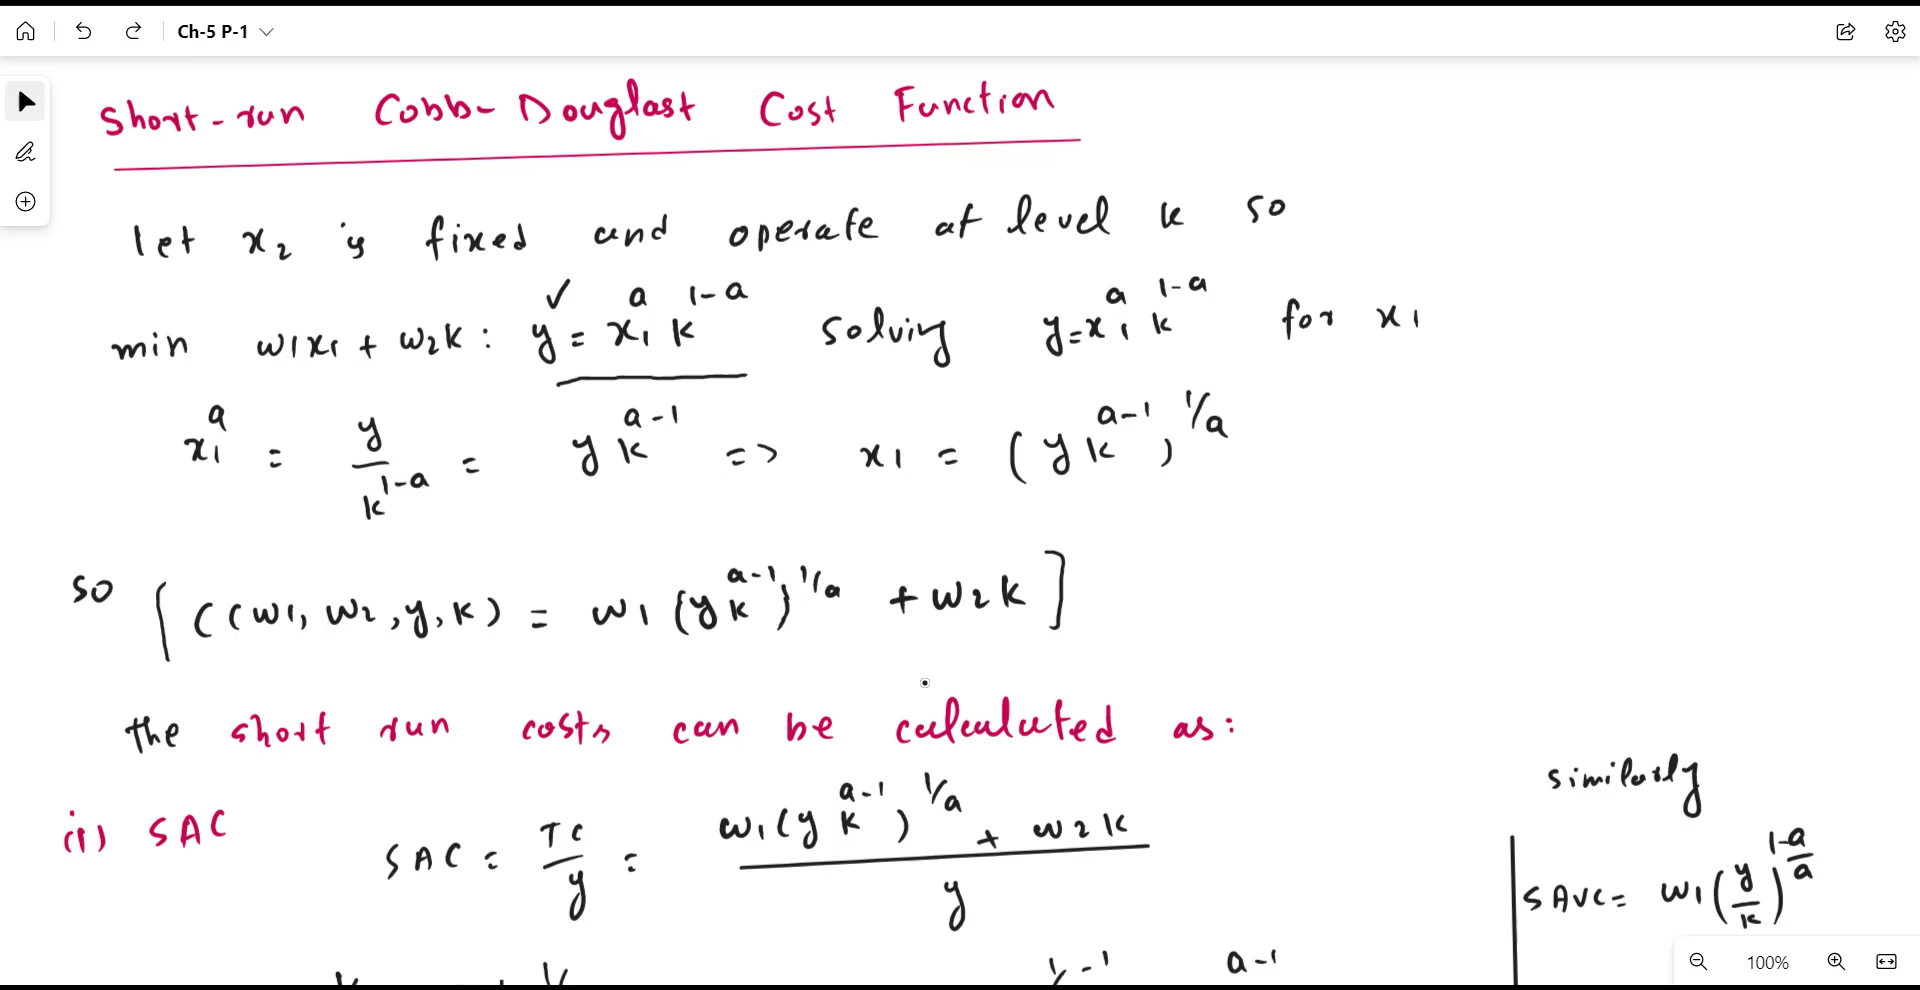 Ch-5 P-1
Short-run Cobb-Douglast Cost Function
let x₂ is fixed and operate at level k so
min w1x₁ + w₂k : y = x₁^a k^(1-a) ✓ solving y = x₁^a k^(1-a) for x₁
x₁^a = y / k^(1-a) = y k^(a-1) => x₁ = (y k^(a-1))^(1/a)
so [ C(w1, w₂, y, k) = w₁ (y k^(a-1))^(1/a) + w₂k ]
the short run costs can be calculated as:
similarly
(i) SAC
SAC = TC/y = (w₁(y k^(a-1))^(1/a) + w₂k) / y
SAVC = w₁(y/k)^((1-a)/a)
a-1
100%